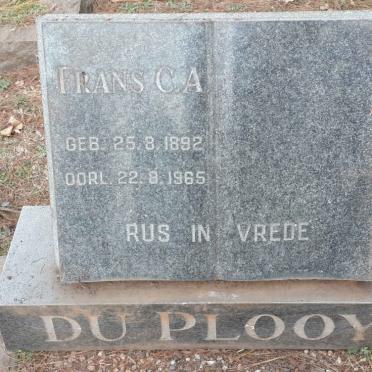 FRANS C.A
GEB. 25. 8. 1892
OORL. 22. 8. 1965
RUS IN VREDE
DU PLOOY